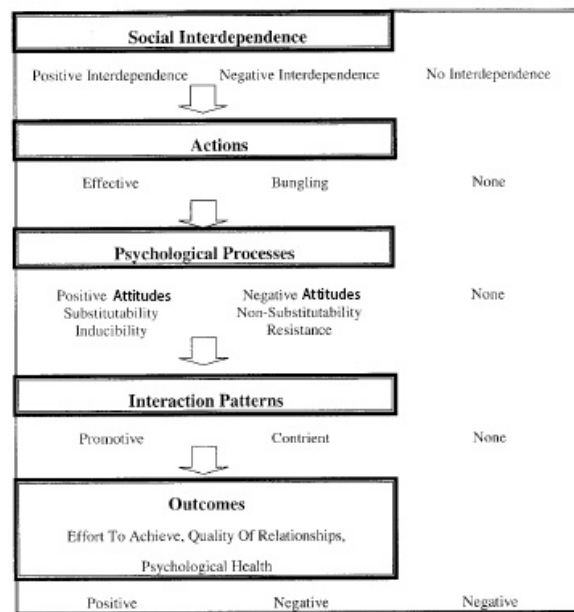 Social Interdependence
Positive Interdependence Negative Interdependence No Interdependence
Actions
Effective Bungling None
Psychological Processes
Positive Attitudes Negative Attitudes None
Substitutability Non-Substitutability
Inducibility Resistance
Interaction Patterns
Promotive Contrient None
Outcomes
Effort To Achieve, Quality Of Relationships,
Psychological Health
Positive Negative Negative